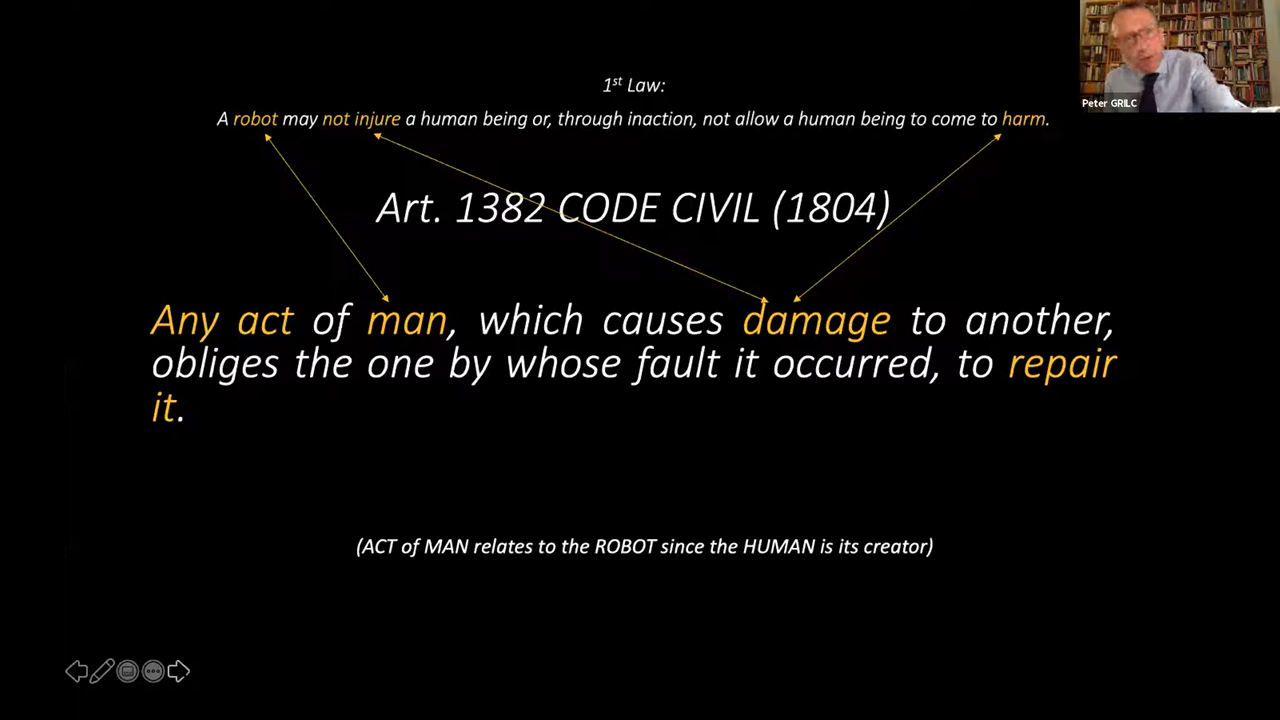 Peter GRILC
1st Law:
A robot may not injure a human being or, through inaction, not allow a human being to come to harm.
Art. 1382 CODE CIVIL (1804)
Any act of man, which causes damage to another,
obliges the one by whose fault it occurred, to repair
it.
(ACT of MAN relates to the ROBOT since the HUMAN is its creator)